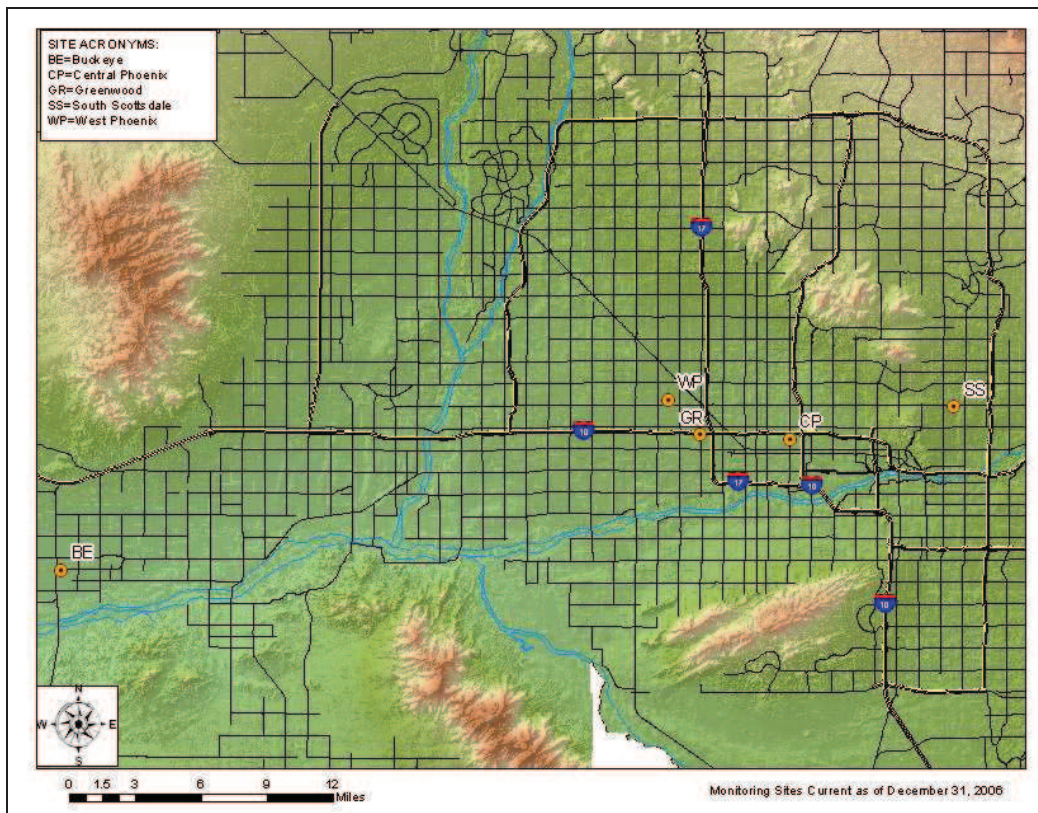 SITE ACRONYMS:
BE=Buckeye
CP=Central Phoenix
GR=Greenwood
SS=South Scottsdale
WP=West Phoenix
17
WP
SS
GR
CP
10
17
10
BE
10
N
W E
S
0 1.5 3 6 9 12
Miles
Monitoring Sites Current as of December 31, 2006